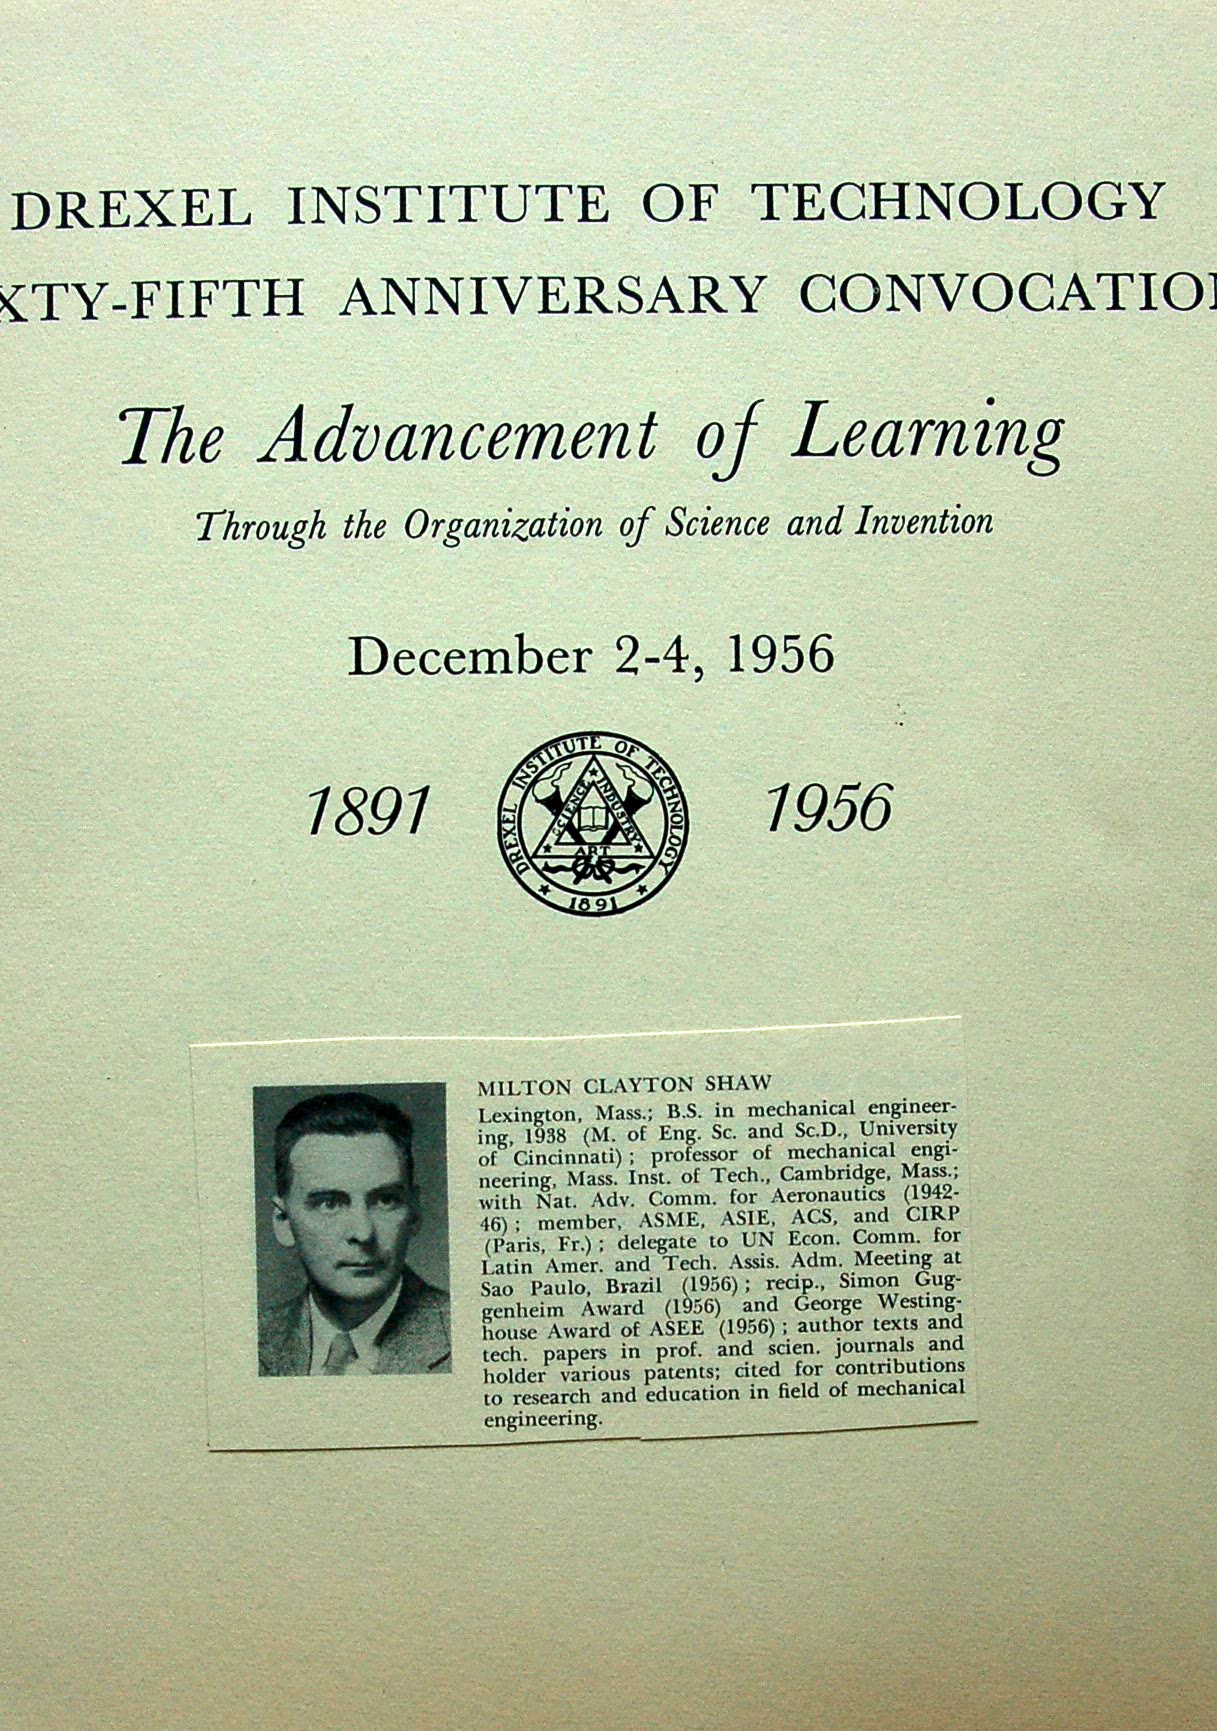 DREXEL INSTITUTE OF TECHNOLOGY
XTY-FIFTH ANNIVERSARY CONVOCATION
The Advancement of Learning
Through the Organization of Science and Invention
December 2-4, 1956
1891
DREXEL INSTITUTE OF TECHNOLOGY
SCIENCE INDUSTRY
ART
1891
1956
MILTON CLAYTON SHAW
Lexington, Mass.; B.S. in mechanical engineer-
ing, 1938 (M. of Eng. Sc. and Sc.D., University
of Cincinnati) ; professor of mechanical engi-
neering, Mass. Inst. of Tech., Cambridge, Mass.;
with Nat. Adv. Comm. for Aeronautics (1942-
46) ; member, ASME, ASIE, ACS, and CIRP
(Paris, Fr.) ; delegate to UN Econ. Comm. for
Latin Amer. and Tech. Assis. Adm. Meeting at
Sao Paulo, Brazil (1956) ; recip., Simon Gug-
genheim Award (1956) and George Westing-
house Award of ASEE (1956) ; author texts and
tech. papers in prof. and scien. journals and
holder various patents; cited for contributions
to research and education in field of mechanical
engineering.